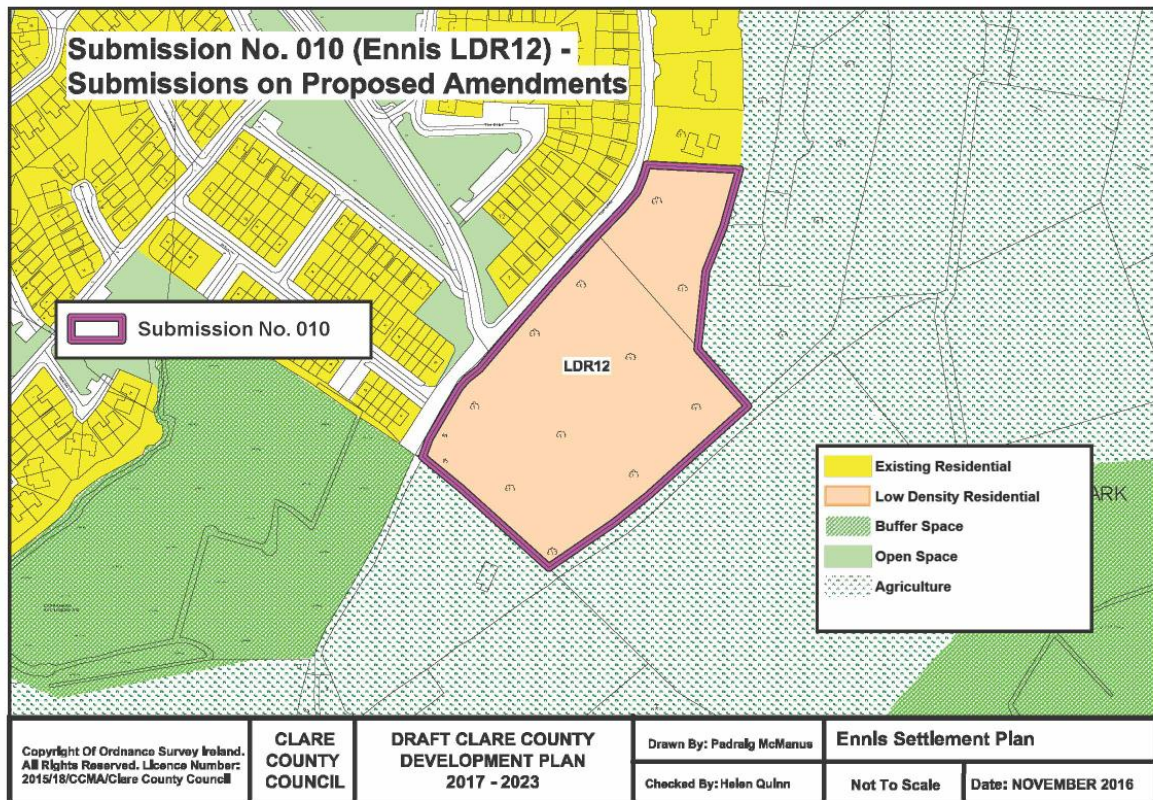 Submission No. 010 (Ennis LDR12) -
Submissions on Proposed Amendments
Submission No. 010
LDR12
Existing Residential
Low Density Residential
Buffer Space
Open Space
Agriculture
ARK
Copyright Of Ordnance Survey Ireland.
All Rights Reserved. Licence Number:
2015/18/CCMA/Clare County Council
CLARE
COUNTY
COUNCIL
DRAFT CLARE COUNTY
DEVELOPMENT PLAN
2017 - 2023
Drawn By: Padraig McManus
Checked By: Helen Quinn
Ennis Settlement Plan
Not To Scale
Date: NOVEMBER 2016